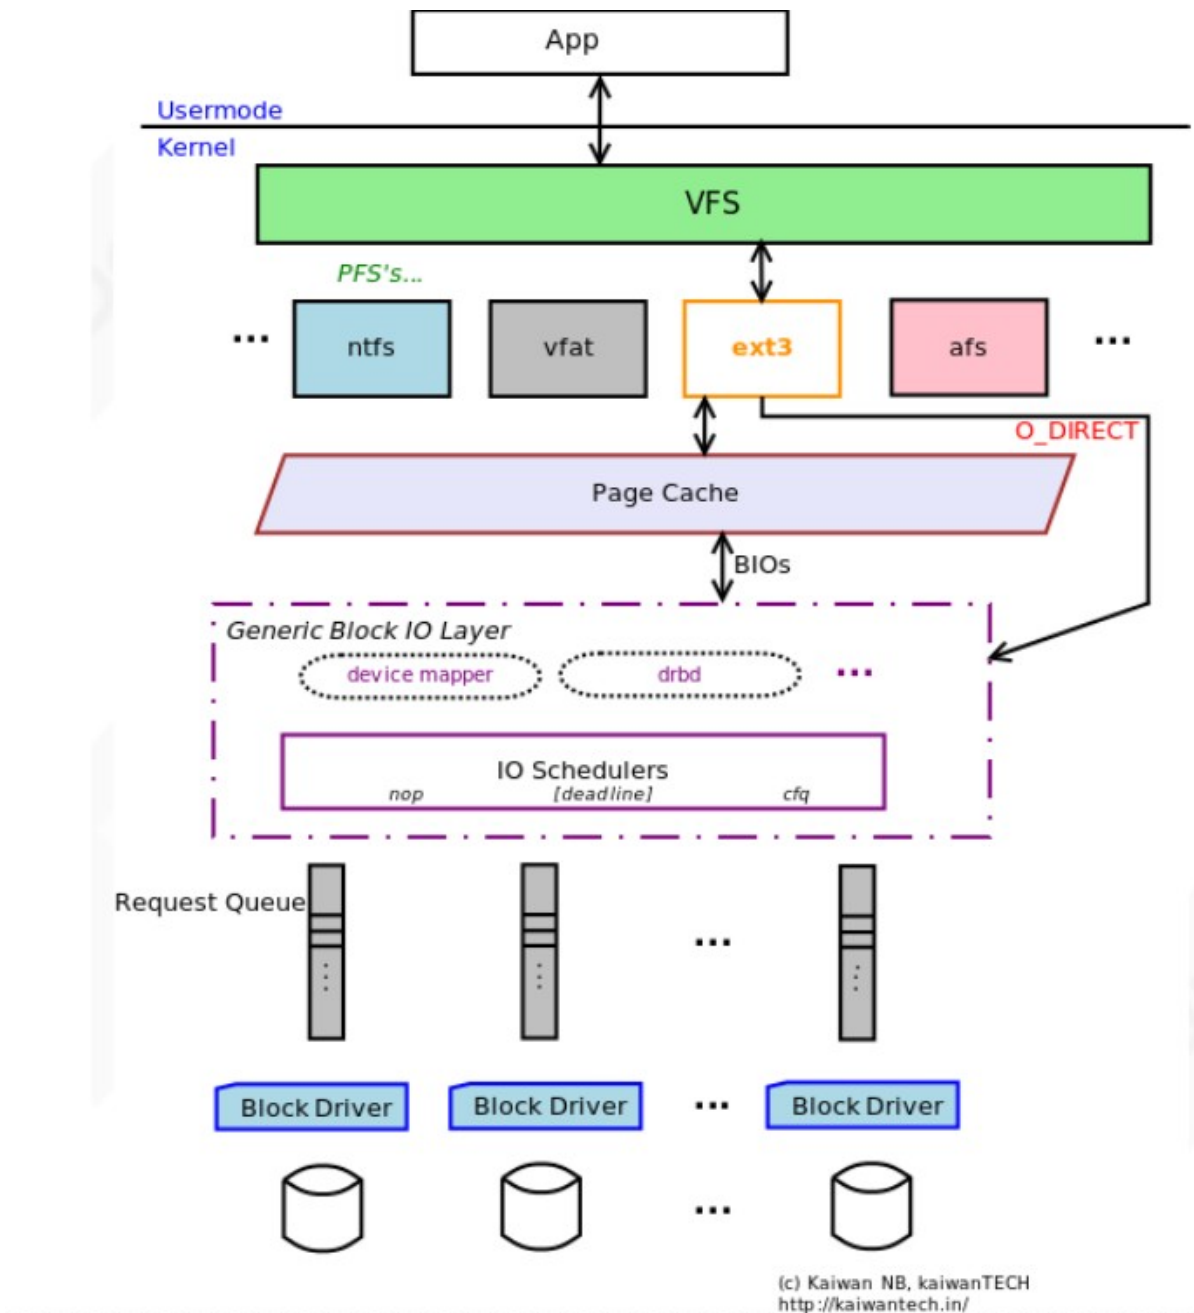 App
Usermode
Kernel
VFS
PFS's...
... ntfs vfat ext3 afs ...
O_DIRECT
Page Cache
BIOs
Generic Block IO Layer
device mapper drbd ...
IO Schedulers
nop [deadline] cfq
Request Queue
...
Block Driver Block Driver ... Block Driver
...
(c) Kaiwan NB, kaiwanTECH
http://kaiwantech.in/